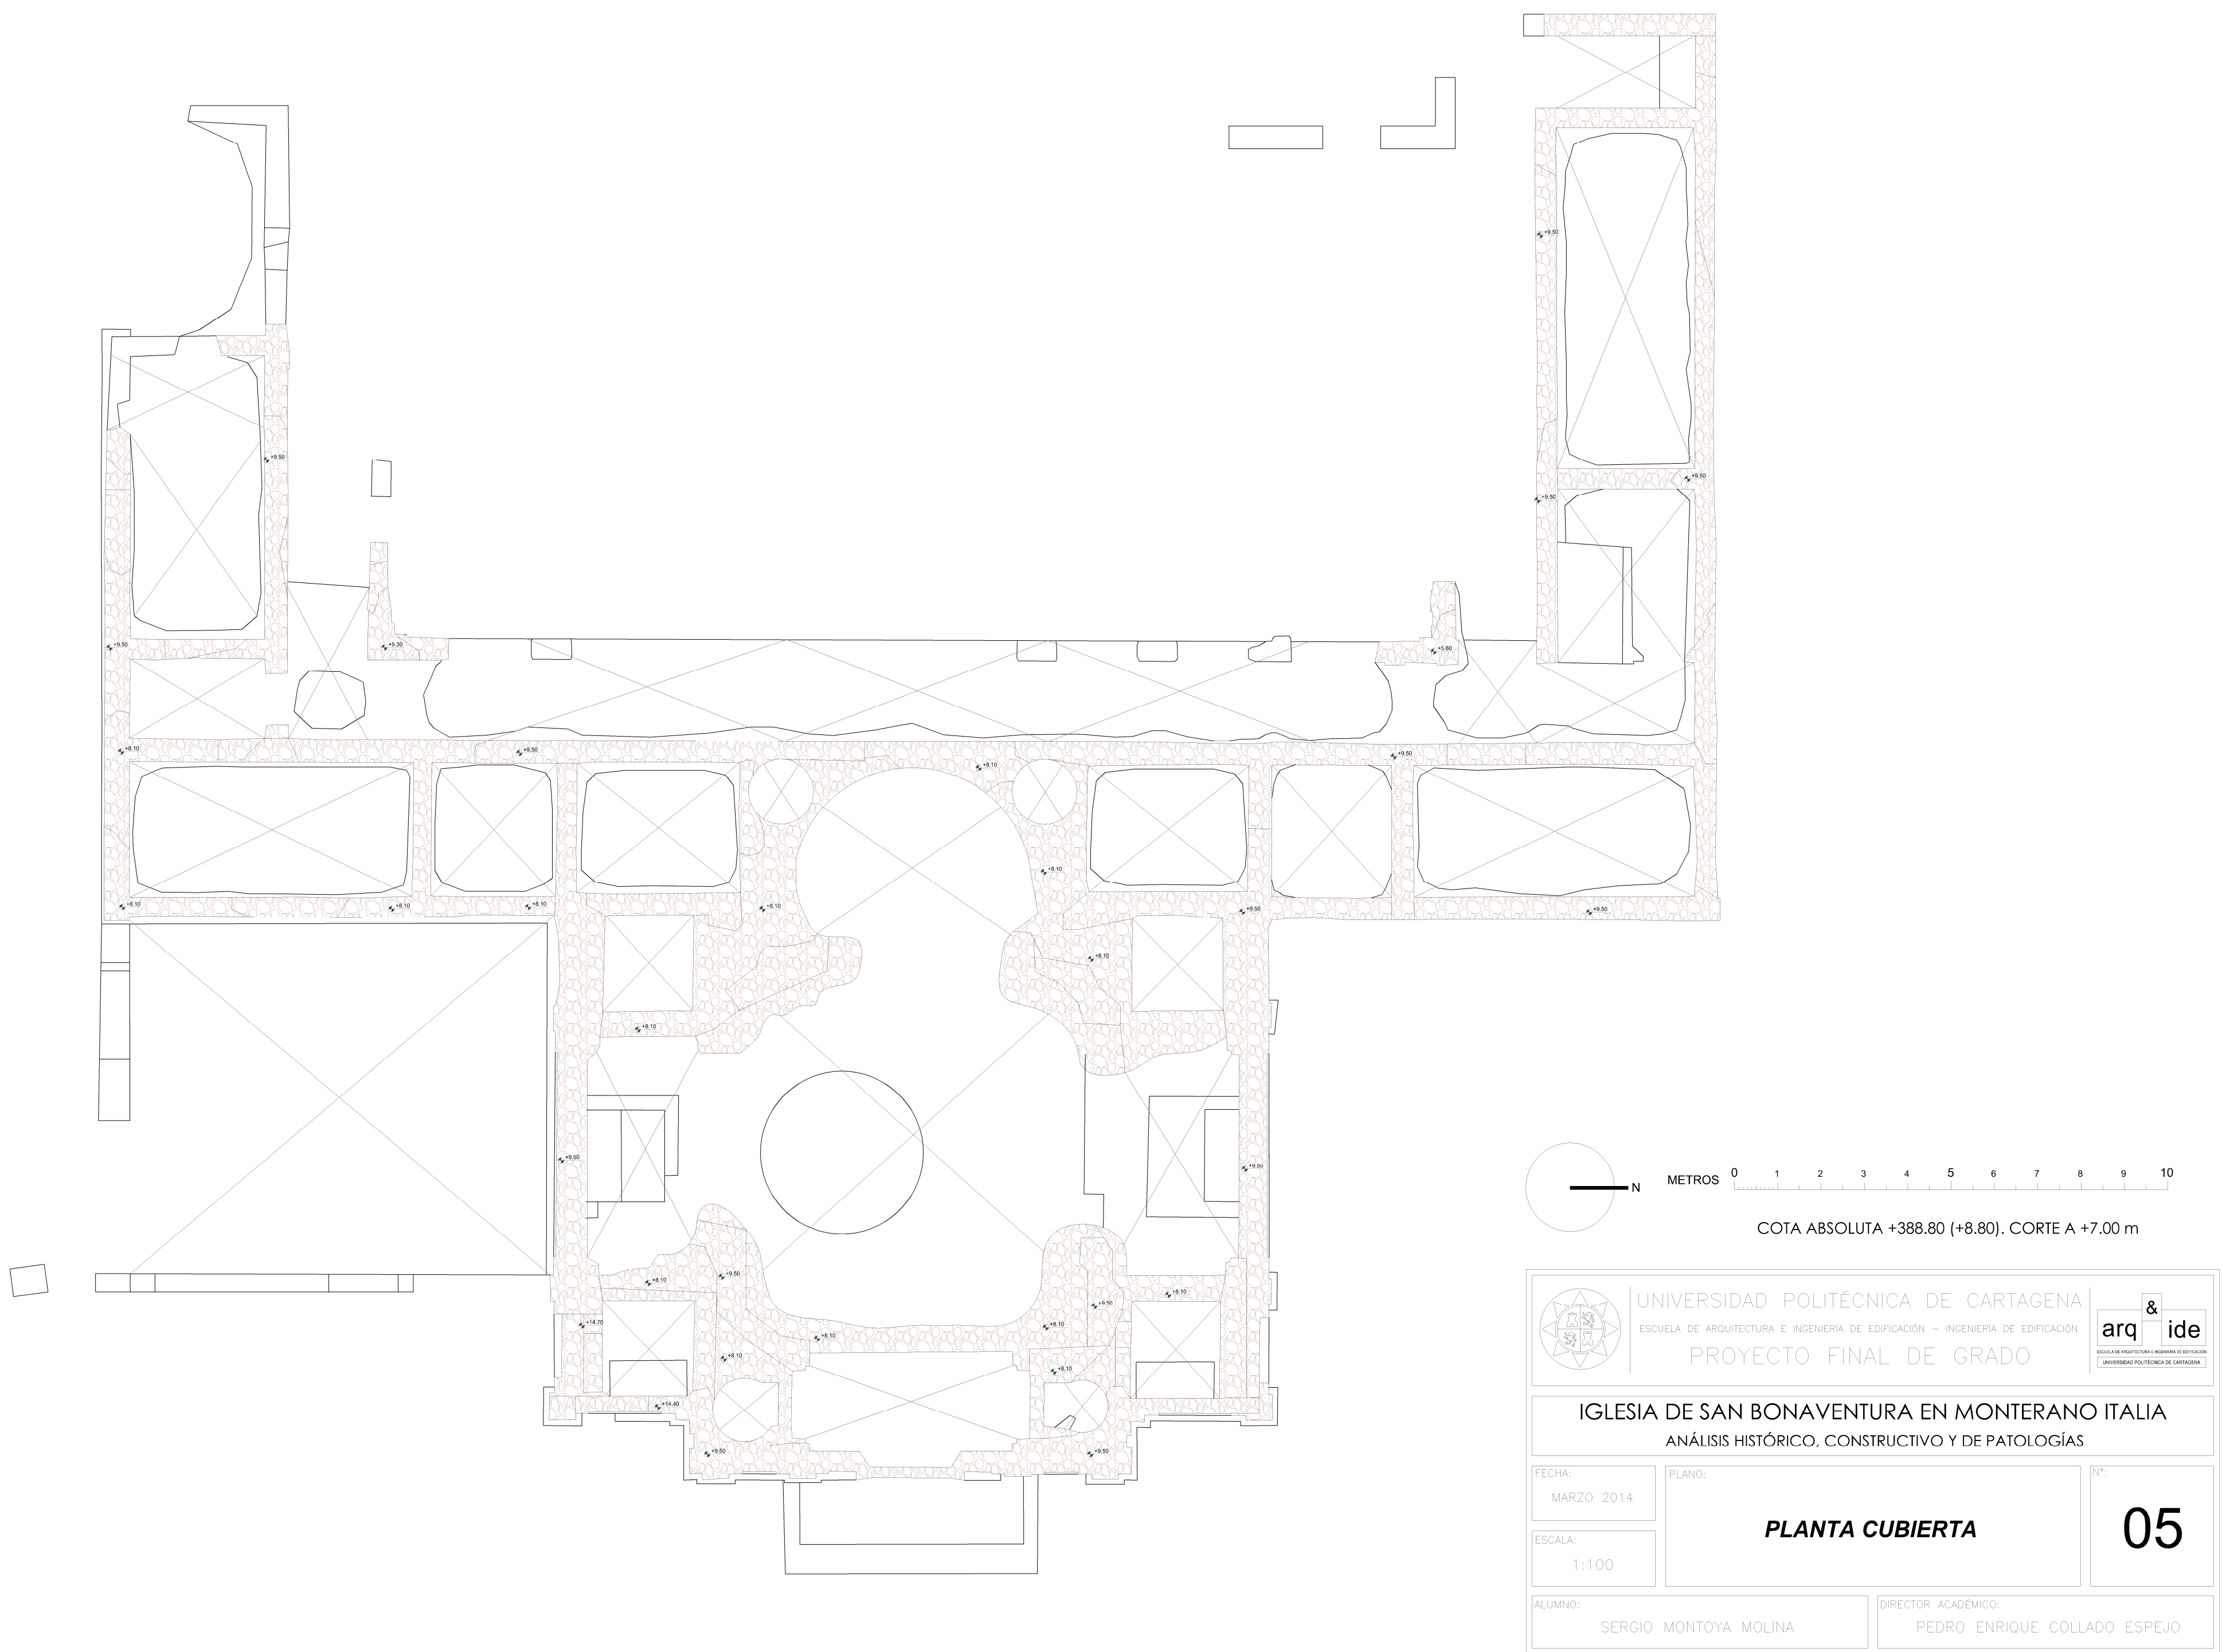 +9.50
+9.50
+9.50
+9.50
+9.50
+5.30
+5.60
+8.10
+9.50
+9.50
+8.10
+8.10
+8.10
+8.10
+8.10
+8.10
+9.50
+9.50
+8.10
+8.10
+9.50
+9.50
+8.10
+9.50
+8.10
+9.50
+14.70
+8.10
+8.10
+8.10
+8.10
+14.40
+9.50
+9.50
N
METROS 0 1 2 3 4 5 6 7 8 9 10
COTA ABSOLUTA +388.80 (+8.80). CORTE A +7.00 m
UNIVERSIDAD POLITÉCNICA DE CARTAGENA
ESCUELA DE ARQUITECTURA E INGENIERÍA DE EDIFICACIÓN – INGENIERÍA DE EDIFICACIÓN
PROYECTO FINAL DE GRADO
arq & ide
ESCUELA DE ARQUITECTURA E INGENIERÍA DE EDIFICACIÓN
UNIVERSIDAD POLITÉCNICA DE CARTAGENA
IGLESIA DE SAN BONAVENTURA EN MONTERANO ITALIA
ANÁLISIS HISTÓRICO, CONSTRUCTIVO Y DE PATOLOGÍAS
FECHA:
MARZO 2014
ESCALA:
1:100
PLANO:
PLANTA CUBIERTA
Nº:
05
ALUMNO:
SERGIO MONTOYA MOLINA
DIRECTOR ACADÉMICO:
PEDRO ENRIQUE COLLADO ESPEJO